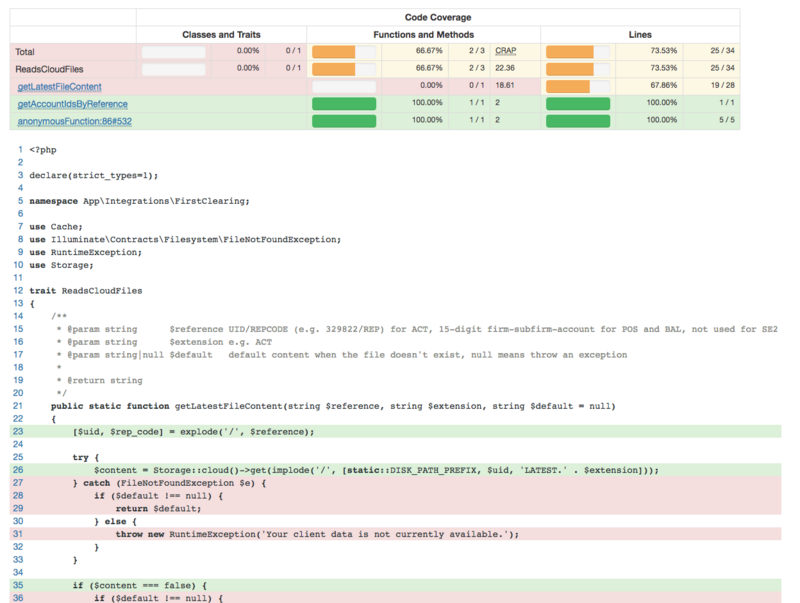 Code Coverage
Classes and Traits Functions and Methods Lines
Total 0.00% 0 / 1 66.67% 2 / 3 CRAP 73.53% 25 / 34
ReadsCloudFiles 0.00% 0 / 1 66.67% 2 / 3 22.36 73.53% 25 / 34
getLatestFileContent 0.00% 0 / 1 18.61 67.86% 19 / 28
getAccountIdsByReference 100.00% 1 / 1 2 100.00% 1 / 1
anonymousFunction:86#532 100.00% 1 / 1 2 100.00% 5 / 5
1 <?php
2
3 declare(strict_types=1);
4
5 namespace App\Integrations\FirstClearing;
6
7 use Cache;
8 use Illuminate\Contracts\Filesystem\FileNotFoundException;
9 use RuntimeException;
10 use Storage;
11
12 trait ReadsCloudFiles
13 {
14 /**
15 * @param string $reference UID/REPCODE (e.g. 329822/REP) for ACT, 15-digit firm-subfirm-account for POS and BAL, not used for SE2
16 * @param string $extension e.g. ACT
17 * @param string|null $default default content when the file doesn't exist, null means throw an exception
18 *
19 * @return string
20 */
21 public static function getLatestFileContent(string $reference, string $extension, string $default = null)
22 {
23 [$uid, $rep_code] = explode('/', $reference);
24
25 try {
26 $content = Storage::cloud()->get(implode('/', [static::DISK_PATH_PREFIX, $uid, 'LATEST.' . $extension]));
27 } catch (FileNotFoundException $e) {
28 if ($default !== null) {
29 return $default;
30 } else {
31 throw new RuntimeException('Your client data is not currently available.');
32 }
33 }
34
35 if ($content === false) {
36 if ($default !== null) {